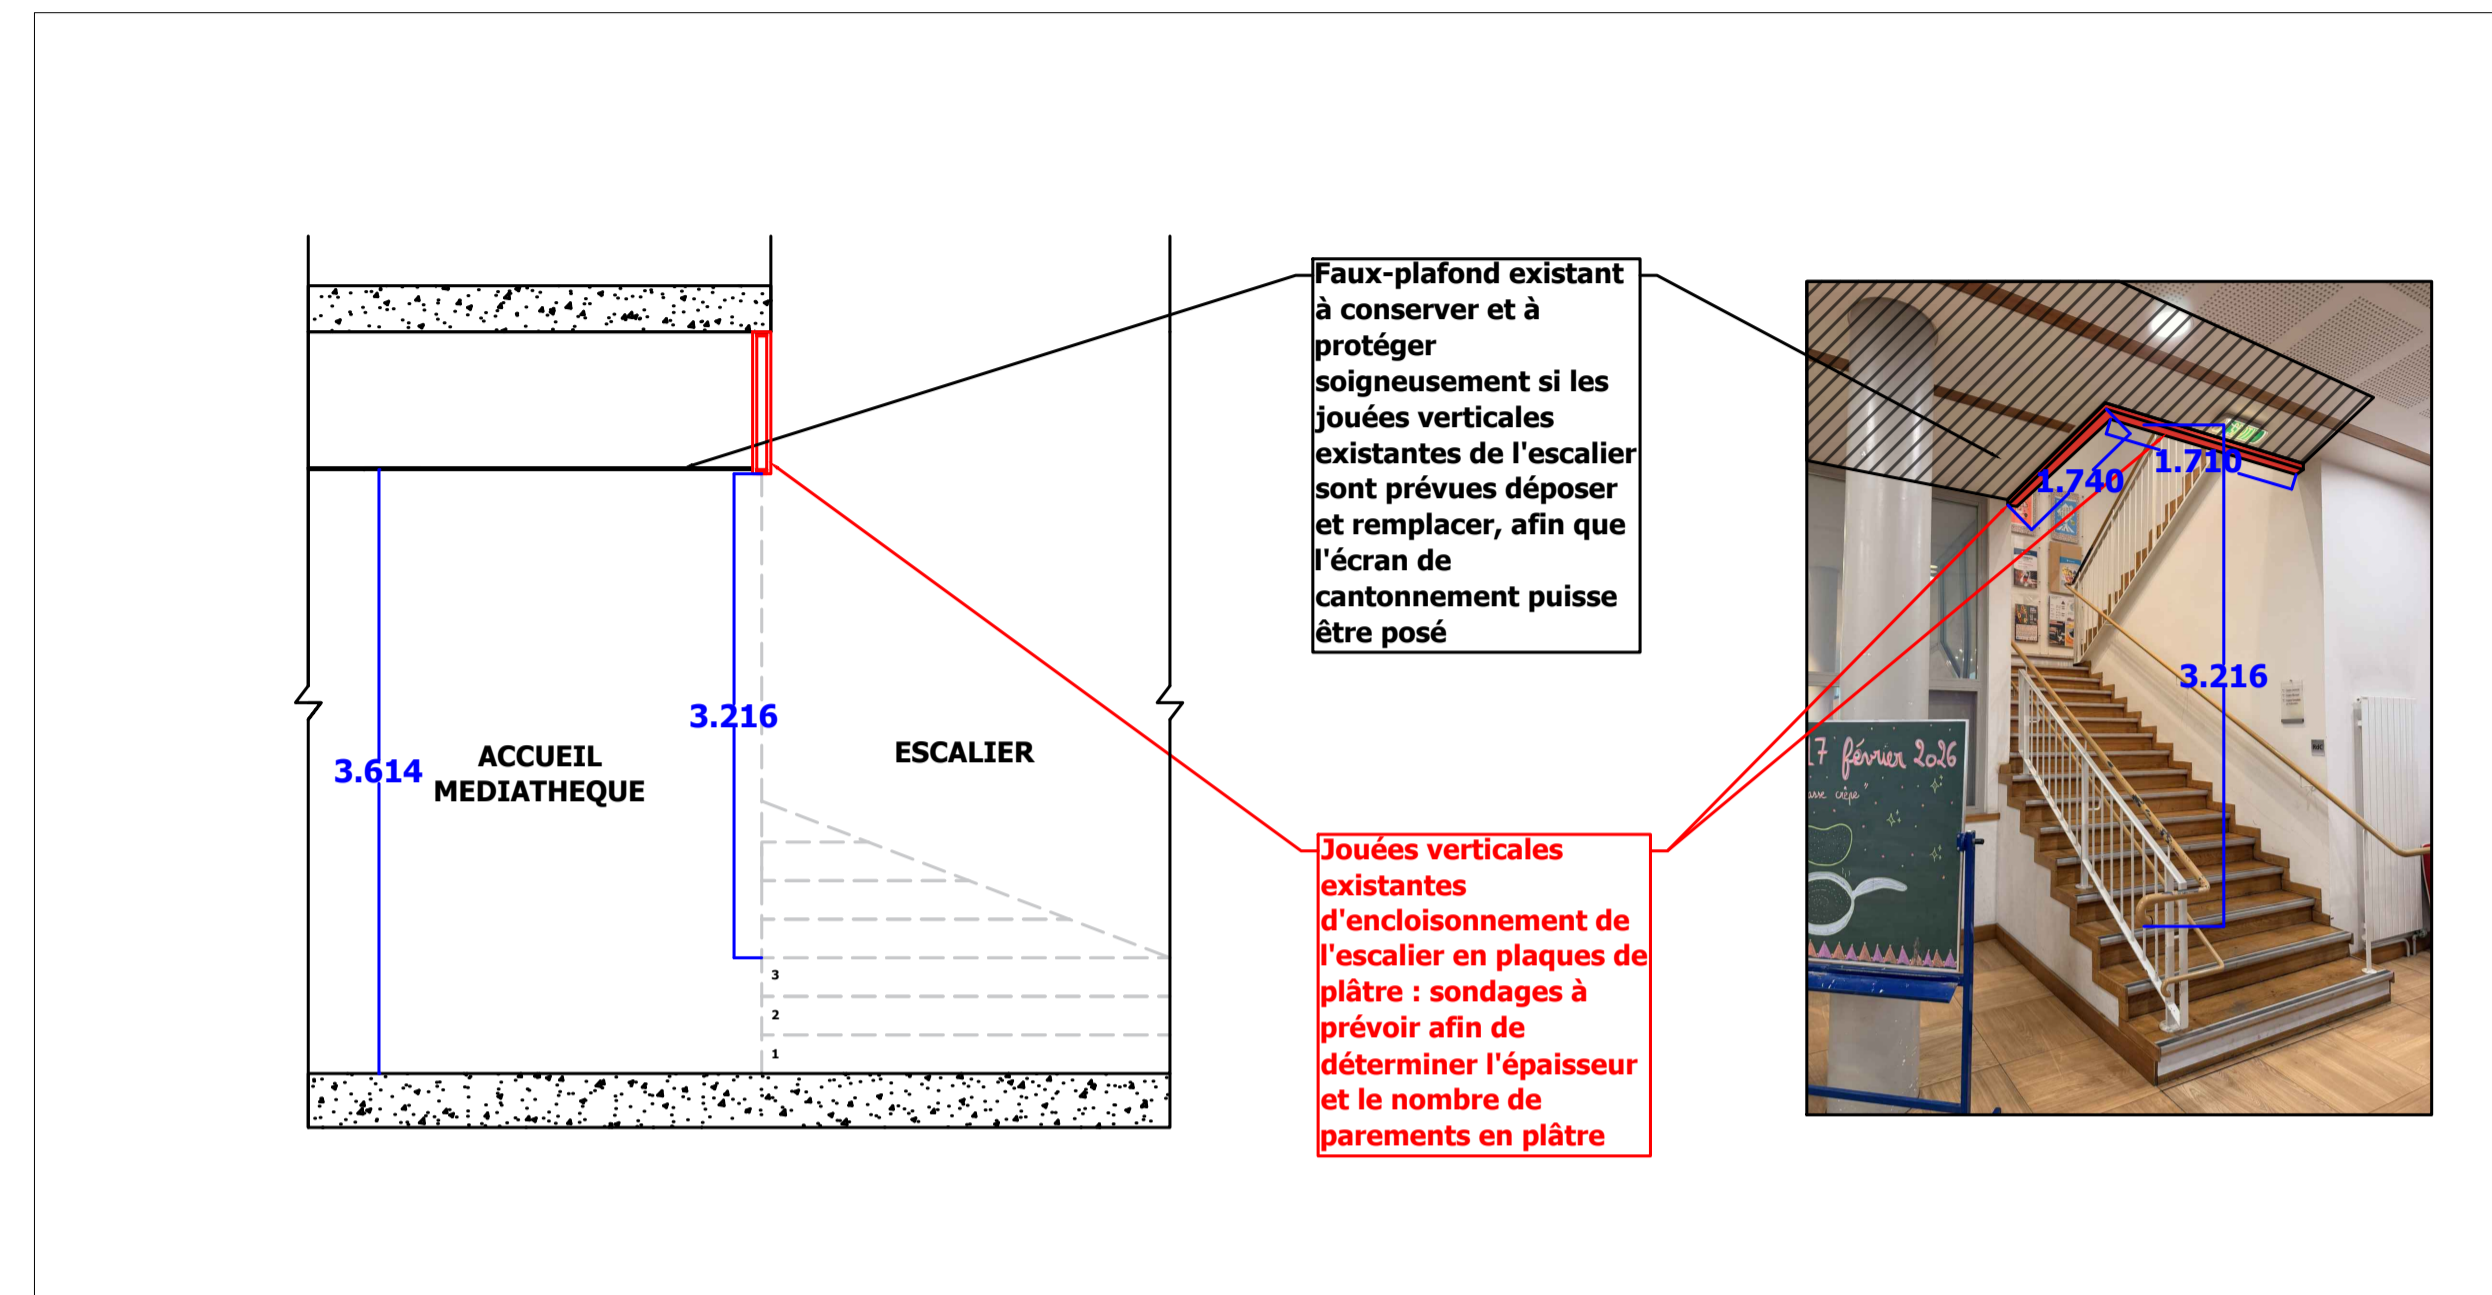 3.614
ACCUEIL
MEDIATHEQUE
3.216
ESCALIER
3
2
1
Faux-plafond existant
à conserver et à
protéger
soigneusement si les
jouées verticales
existantes de l'escalier
sont prévues déposer
et remplacer, afin que
l'écran de
cantonnement puisse
être posé
Jouées verticales
existantes
d'encloisonnement de
l'escalier en plaques de
plâtre : sondages à
prévoir afin de
déterminer l'épaisseur
et le nombre de
parements en plâtre
1.740
1.710
3.216
17 février 2026
crêpe"
RdC